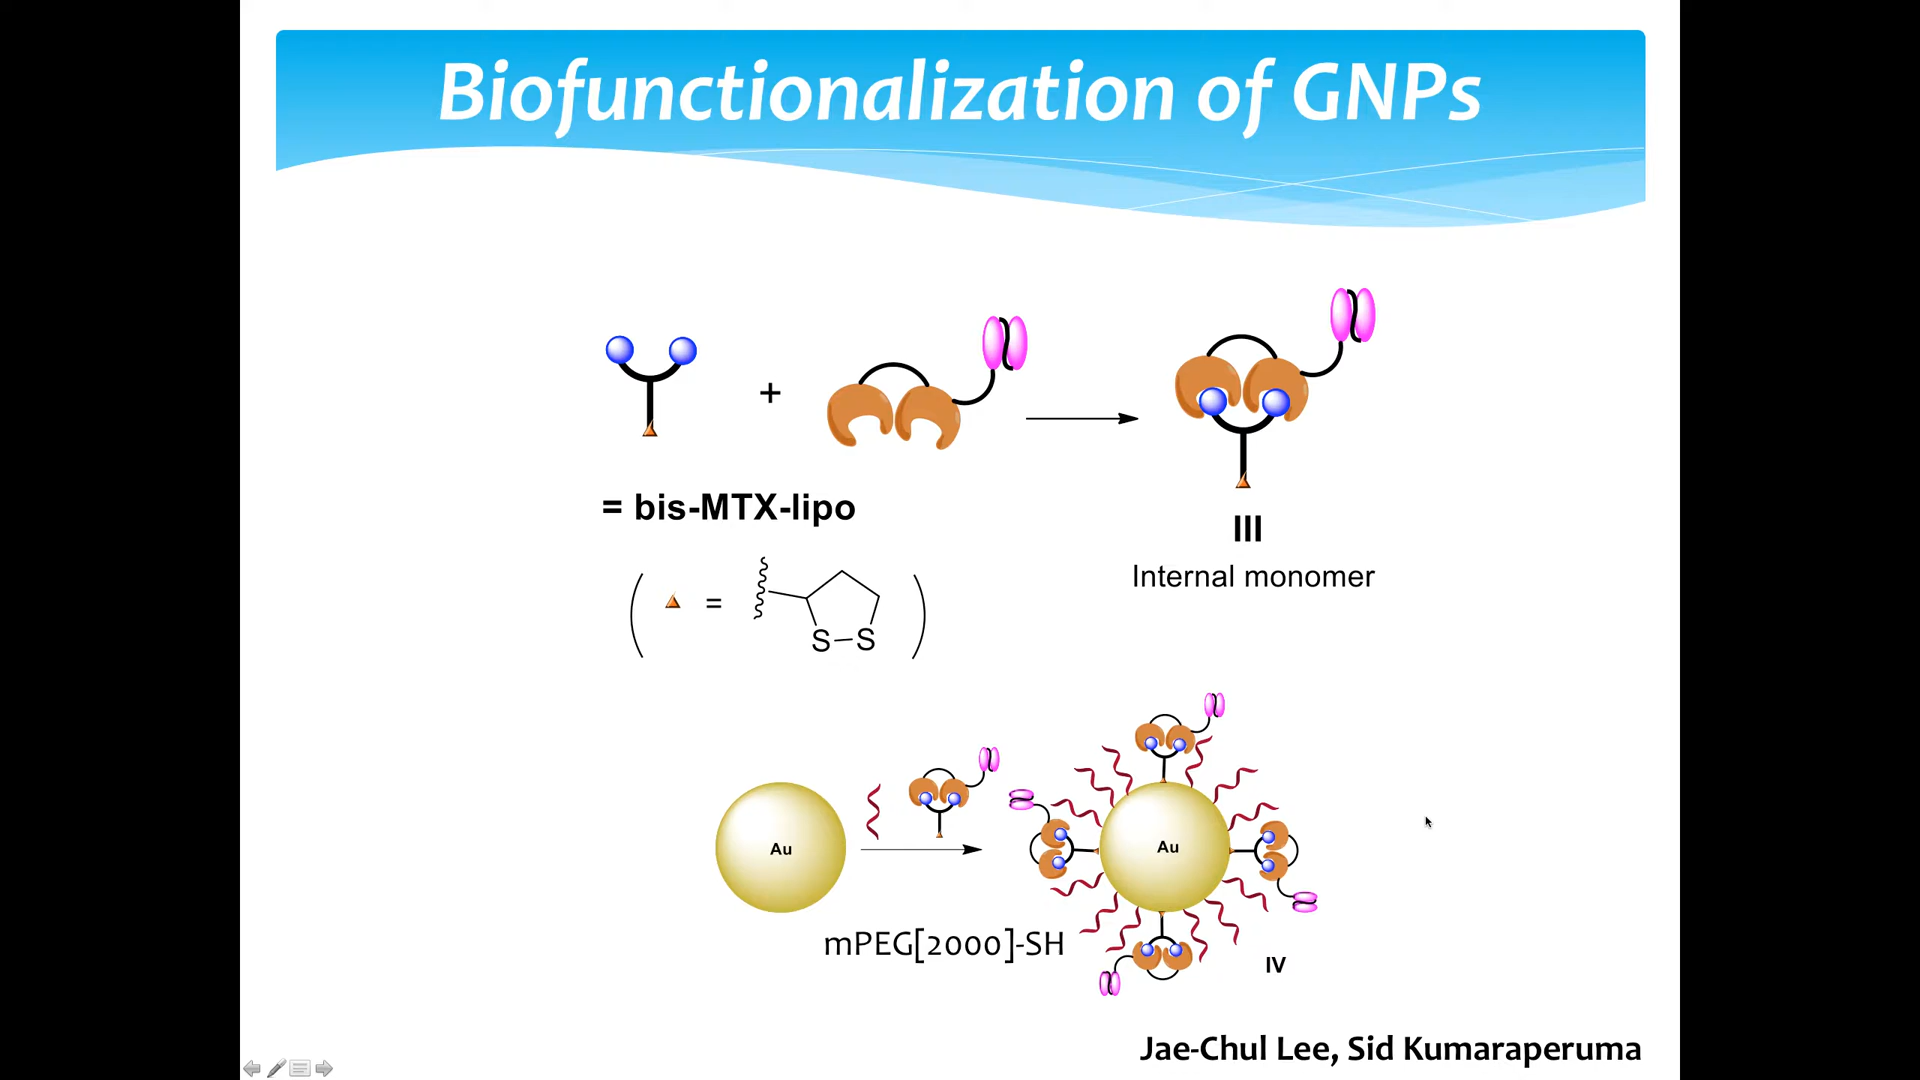 Biofunctionalization of GNPs
+
= bis-MTX-lipo
III
Internal monomer
=
S S
Au
Au
mPEG[2000]-SH
IV
Jae-Chul Lee, Sid Kumaraperuma